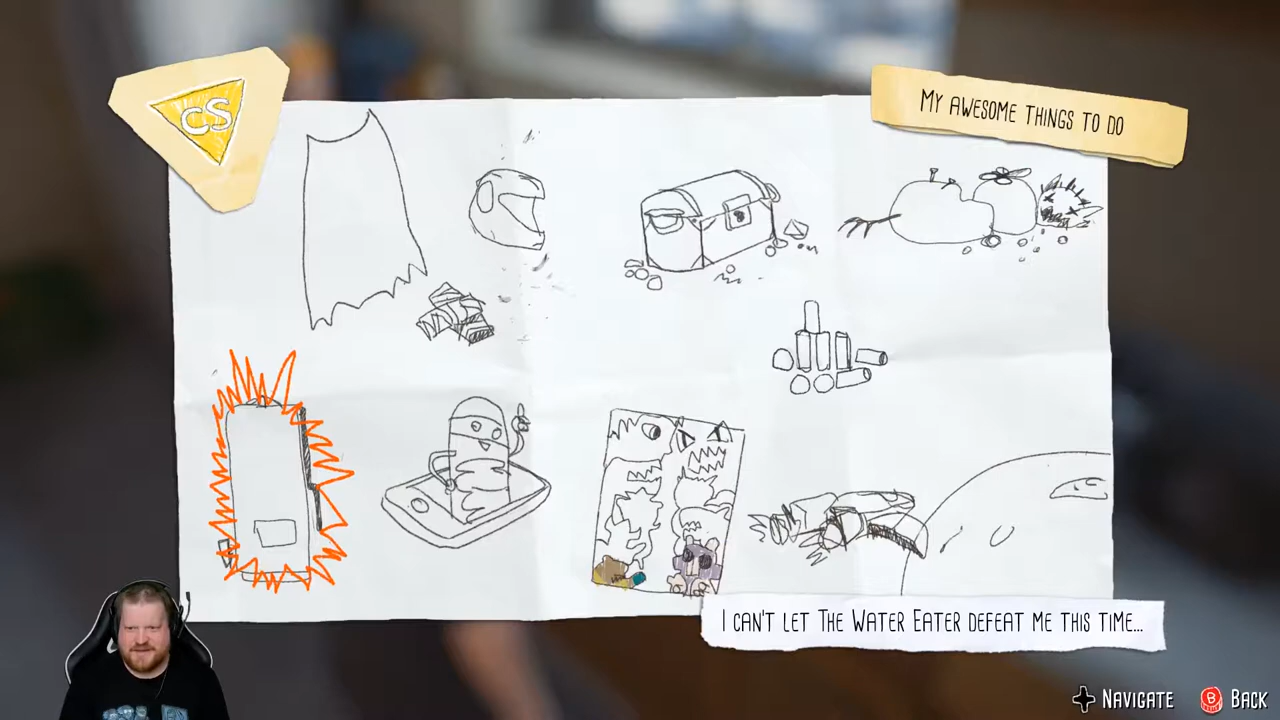 CS
MY AWESOME THINGS TO DO
I CAN'T LET THE WATER EATER DEFEAT ME THIS TIME...
NAVIGATE
B BACK